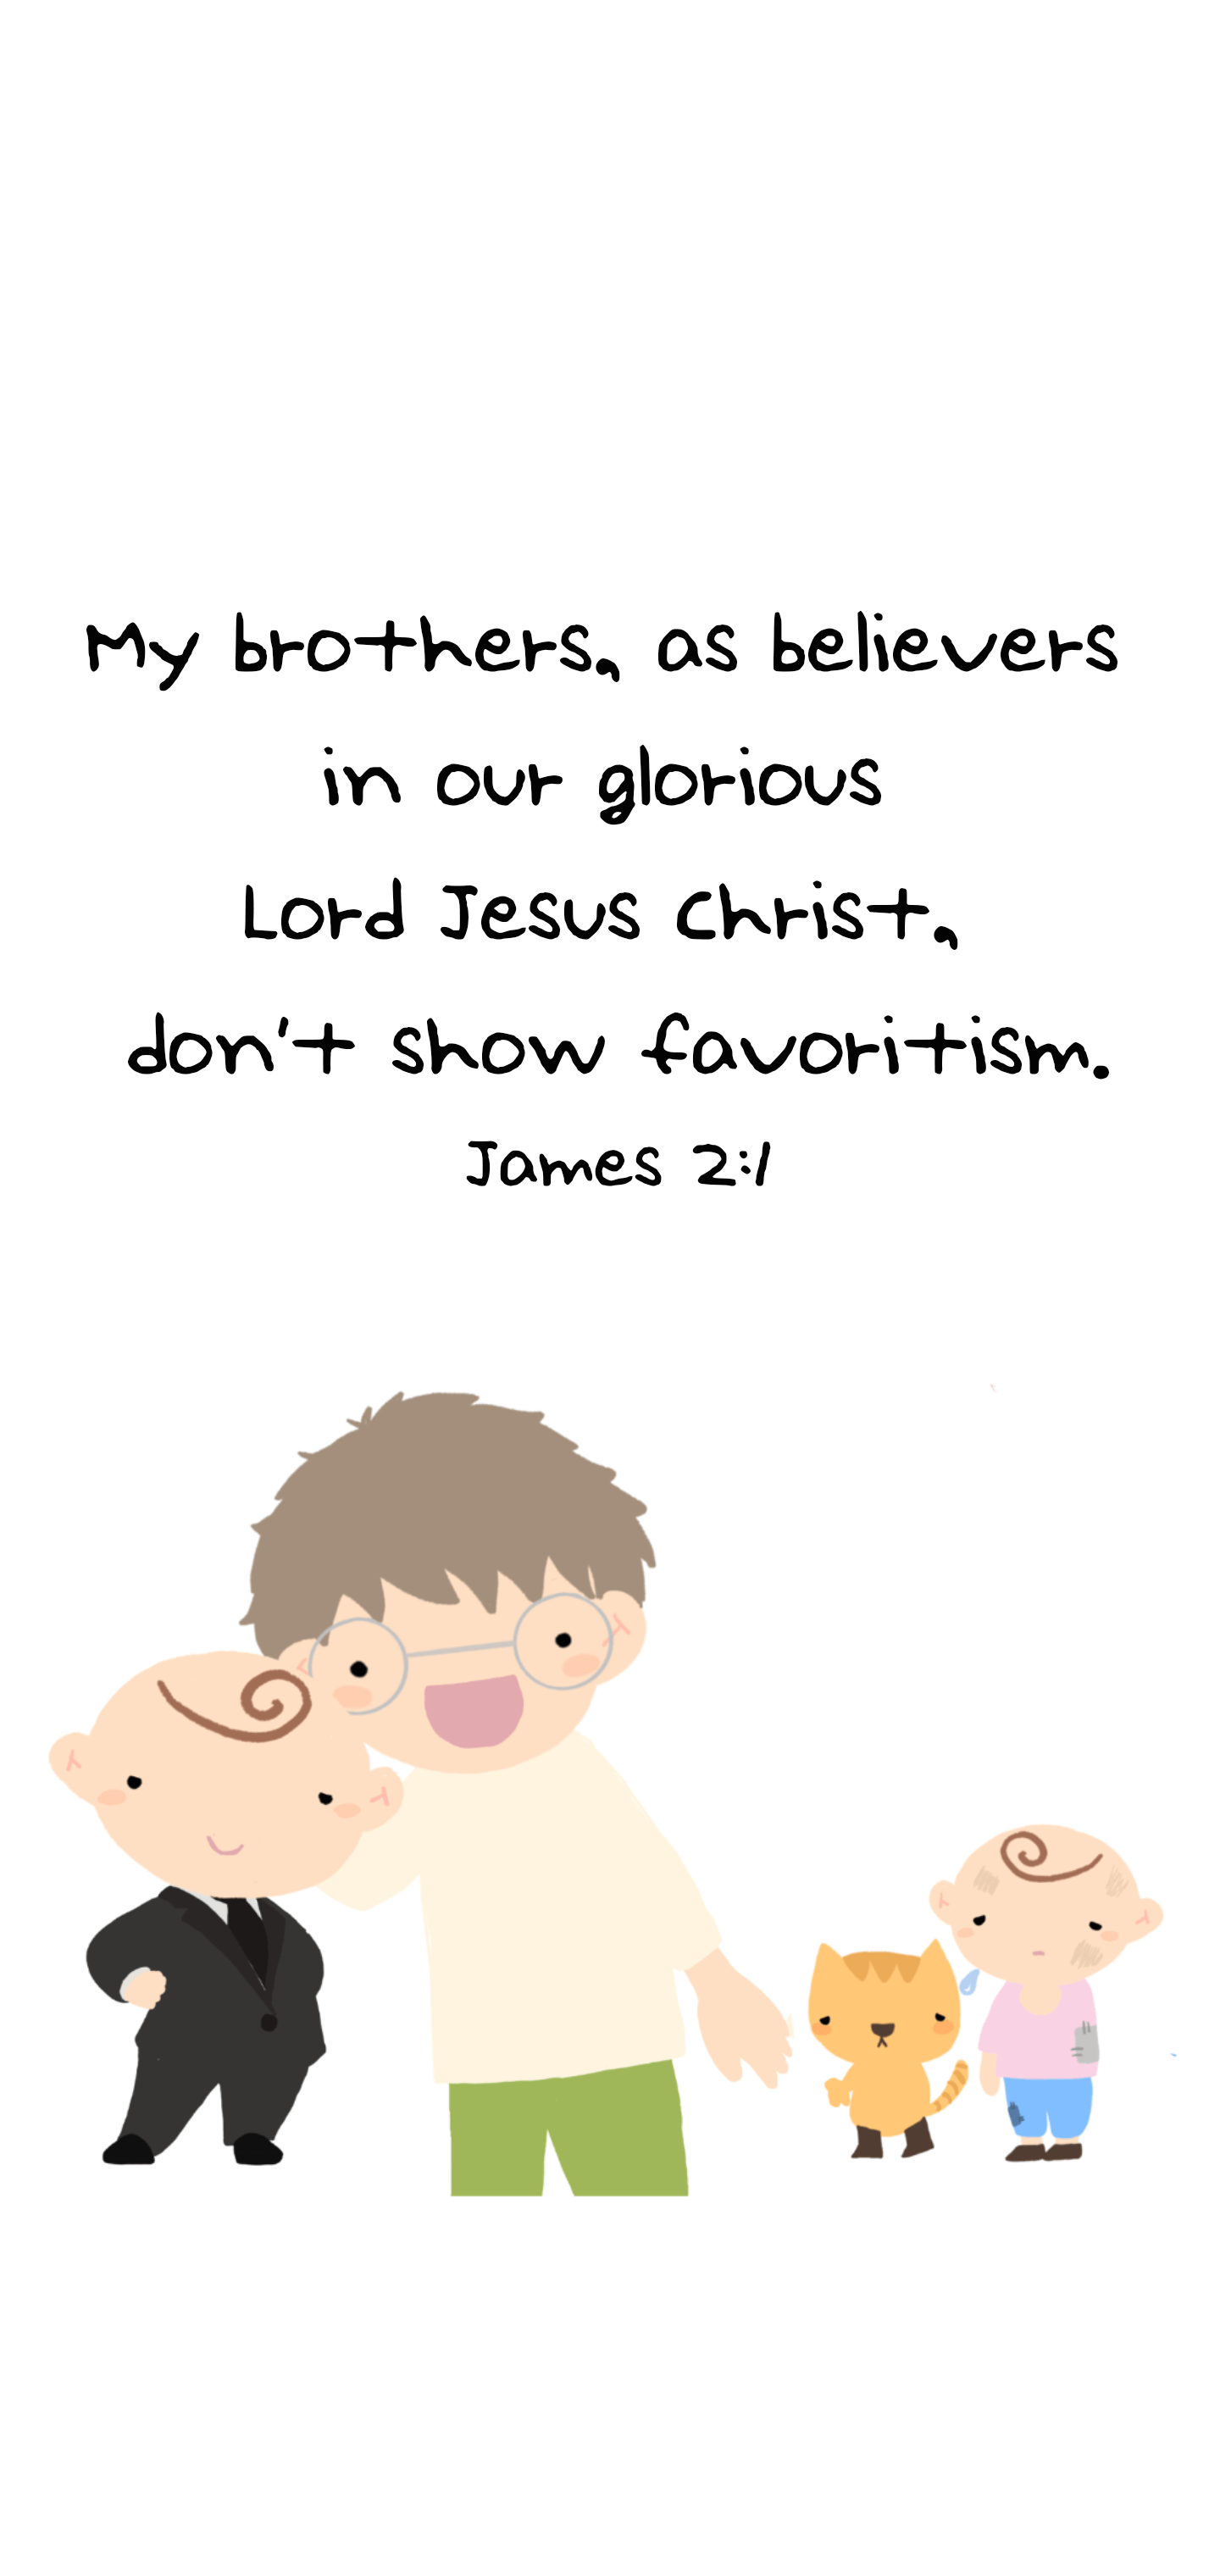 My brothers, as believers
in our glorious
Lord Jesus Christ,
don't show favoritism.
James 2:1